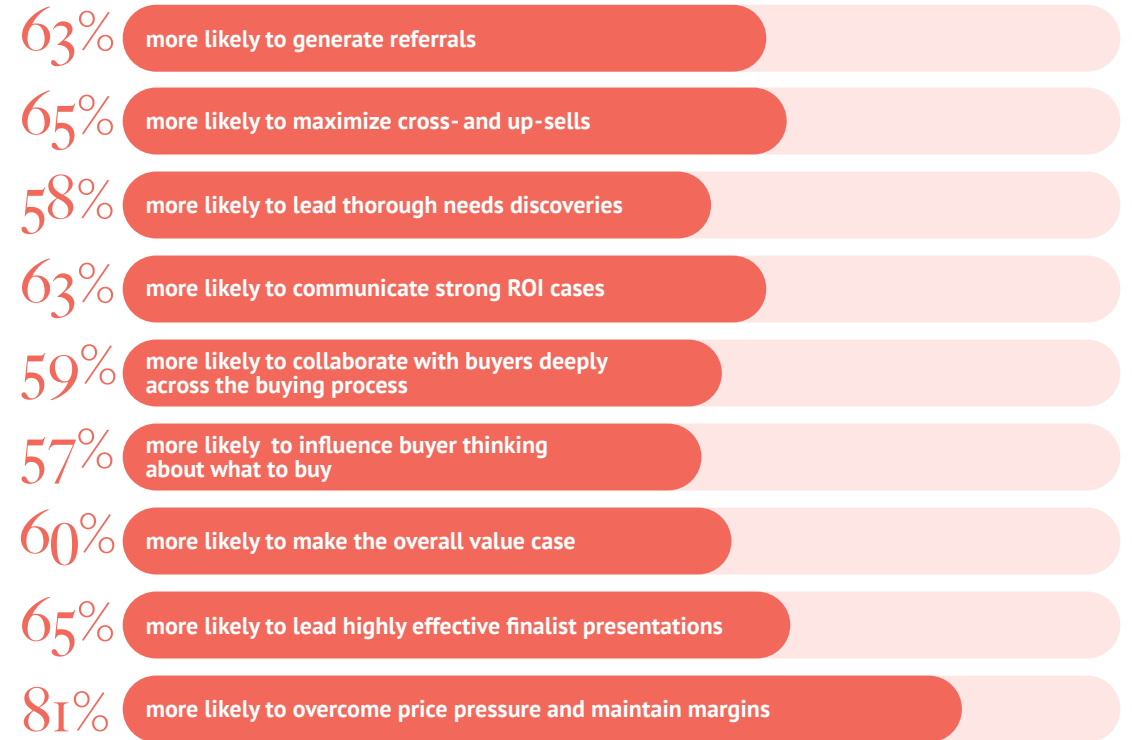 63% more likely to generate referrals
65% more likely to maximize cross- and up-sells
58% more likely to lead thorough needs discoveries
63% more likely to communicate strong ROI cases
59% more likely to collaborate with buyers deeply
across the buying process
57% more likely to influence buyer thinking
about what to buy
60% more likely to make the overall value case
65% more likely to lead highly effective finalist presentations
81% more likely to overcome price pressure and maintain margins